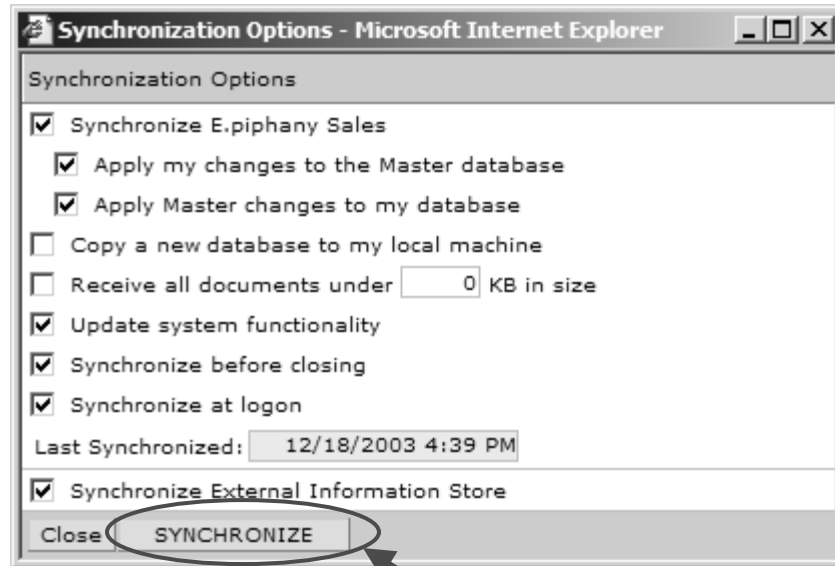 Synchronization Options - Microsoft Internet Explorer
Synchronization Options
Synchronize E.piphany Sales
Apply my changes to the Master database
Apply Master changes to my database
Copy a new database to my local machine
Receive all documents under 0 KB in size
Update system functionality
Synchronize before closing
Synchronize at logon
Last Synchronized: 12/18/2003 4:39 PM
Synchronize External Information Store
Close SYNCHRONIZE